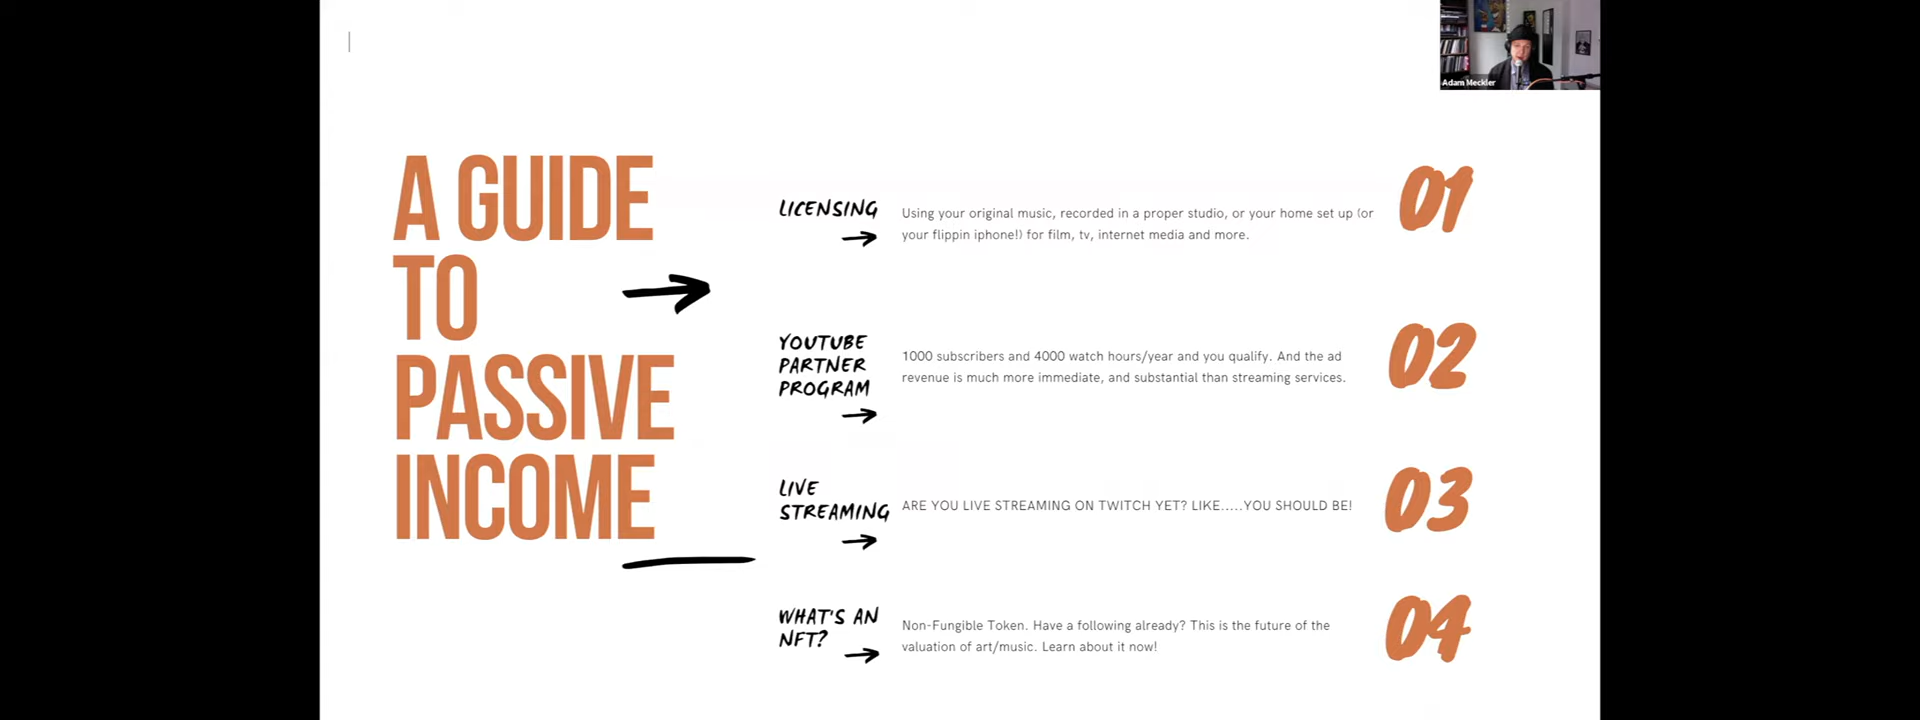 Adam Meckler
A GUIDE
TO
PASSIVE
INCOME
LICENSING
Using your original music, recorded in a proper studio, or your home set up (or
your flippin iphone!) for film, tv, internet media and more.
01
YOUTUBE
PARTNER
PROGRAM
1000 subscribers and 4000 watch hours/year and you qualify. And the ad
revenue is much more immediate, and substantial than streaming services.
02
LIVE
STREAMING
ARE YOU LIVE STREAMING ON TWITCH YET? LIKE.....YOU SHOULD BE!
03
WHAT'S AN
NFT?
Non-Fungible Token. Have a following already? This is the future of the
valuation of art/music. Learn about it now!
04